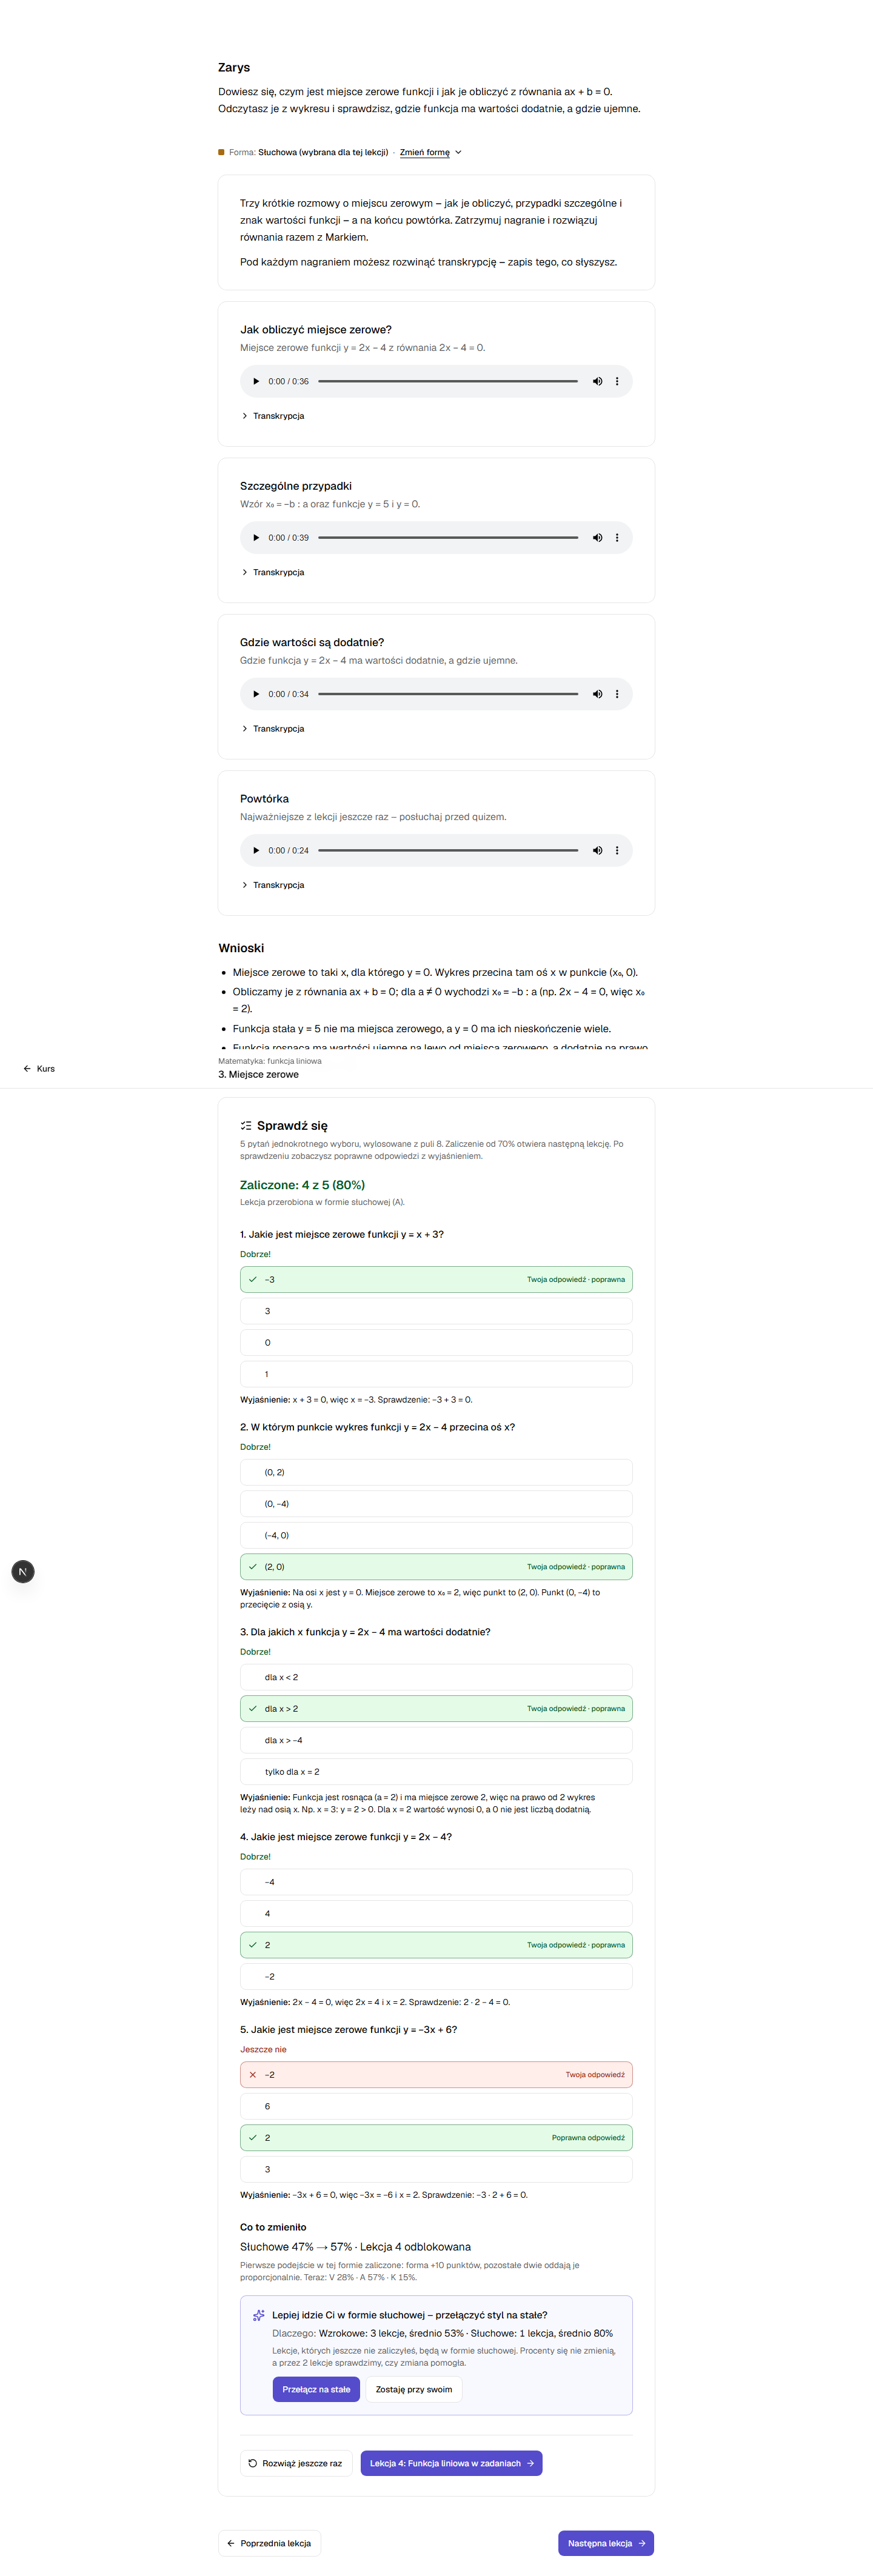 Zarys
Dowiesz się, czym jest miejsce zerowe funkcji i jak je obliczyć z równania ax + b = 0.
Odczytasz je z wykresu i sprawdzisz, gdzie funkcja ma wartości dodatnie, a gdzie ujemne.
Forma: Słuchowa (wybrana dla tej lekcji) · Zmień formę
Trzy krótkie rozmowy o miejscu zerowym – jak je obliczyć, przypadki szczególne i
znak wartości funkcji – a na końcu powtórka. Zatrzymuj nagranie i rozwiązuj
równania razem z Markiem.
Pod każdym nagraniem możesz rozwinąć transkrypcję – zapis tego, co słyszysz.
Jak obliczyć miejsce zerowe?
Miejsce zerowe funkcji y = 2x – 4 z równania 2x – 4 = 0.
0:00 / 0:36
Transkrypcja
Szczególne przypadki
Wzór x₀ = –b : a oraz funkcje y = 5 i y = 0.
0:00 / 0:39
Transkrypcja
Gdzie wartości są dodatnie?
Gdzie funkcja y = 2x – 4 ma wartości dodatnie, a gdzie ujemne.
0:00 / 0:34
Transkrypcja
Powtórka
Najważniejsze z lekcji jeszcze raz – posłuchaj przed quizem.
0:00 / 0:24
Transkrypcja
Wnioski
• Miejsce zerowe to taki x, dla którego y = 0. Wykres przecina tam oś x w punkcie (x₀, 0).
• Obliczamy je z równania ax + b = 0; dla a ≠ 0 wychodzi x₀ = –b : a (np. 2x – 4 = 0, więc x₀
= 2).
• Funkcja stała y = 5 nie ma miejsca zerowego, a y = 0 ma ich nieskończenie wiele.
• Funkcja rosnąca ma wartości ujemne na lewo od miejsca zerowego, a dodatnie na prawo
Kurs
Matematyka: funkcja liniowa
3. Miejsce zerowe
Sprawdź się
5 pytań jednokrotnego wyboru, wylosowane z puli 8. Zaliczenie od 70% otwiera następną lekcję. Po
sprawdzeniu zobaczysz poprawne odpowiedzi z wyjaśnieniem.
Zaliczone: 4 z 5 (80%)
Lekcja przerobiona w formie słuchowej (A).
1. Jakie jest miejsce zerowe funkcji y = x + 3?
Dobrze!
–3 Twoja odpowiedź · poprawna
3
0
1
Wyjaśnienie: x + 3 = 0, więc x = –3. Sprawdzenie: –3 + 3 = 0.
2. W którym punkcie wykres funkcji y = 2x – 4 przecina oś x?
Dobrze!
(0, 2)
(0, –4)
(–4, 0)
(2, 0) Twoja odpowiedź · poprawna
Wyjaśnienie: Na osi x jest y = 0. Miejsce zerowe to x₀ = 2, więc punkt to (2, 0). Punkt (0, –4) to
przecięcie z osią y.
3. Dla jakich x funkcja y = 2x – 4 ma wartości dodatnie?
Dobrze!
dla x < 2
dla x > 2 Twoja odpowiedź · poprawna
dla x > –4
tylko dla x = 2
Wyjaśnienie: Funkcja jest rosnąca (a = 2) i ma miejsce zerowe 2, więc na prawo od 2 wykres
leży nad osią x. Np. x = 3: y = 2 > 0. Dla x = 2 wartość wynosi 0, a 0 nie jest liczbą dodatnią.
4. Jakie jest miejsce zerowe funkcji y = 2x – 4?
Dobrze!
–4
4
2 Twoja odpowiedź · poprawna
–2
Wyjaśnienie: 2x – 4 = 0, więc 2x = 4 i x = 2. Sprawdzenie: 2 · 2 – 4 = 0.
5. Jakie jest miejsce zerowe funkcji y = –3x + 6?
Jeszcze nie
–2 Twoja odpowiedź
6
2 Poprawna odpowiedź
3
Wyjaśnienie: –3x + 6 = 0, więc –3x = –6 i x = 2. Sprawdzenie: –3 · 2 + 6 = 0.
Co to zmieniło
Słuchowe 47% → 57% · Lekcja 4 odblokowana
Pierwsze podejście w tej formie zaliczone: forma +10 punktów, pozostałe dwie oddają je
proporcjonalnie. Teraz: V 28% · A 57% · K 15%.
Lepiej idzie Ci w formie słuchowej – przełączyć styl na stałe?
Dlaczego: Wzrokowe: 3 lekcje, średnio 53% · Słuchowe: 1 lekcja, średnio 80%
Lekcje, których jeszcze nie zaliczyłeś, będą w formie słuchowej. Procenty się nie zmienią,
a przez 2 lekcje sprawdzimy, czy zmiana pomogła.
Przełącz na stałe Zostaję przy swoim
Rozwiąż jeszcze raz Lekcja 4: Funkcja liniowa w zadaniach
Poprzednia lekcja Następna lekcja